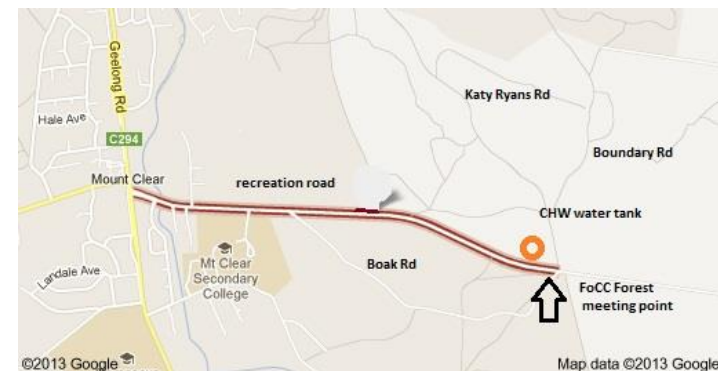 Geelong Rd
Katy Ryans Rd
Hale Ave
C294
Boundary Rd
Mount Clear
recreation road
CHW water tank
Mt Clear
Secondary
College
Boak Rd
Landale Ave
FoCC Forest
meeting point
©2013 Google
Map data ©2013 Google